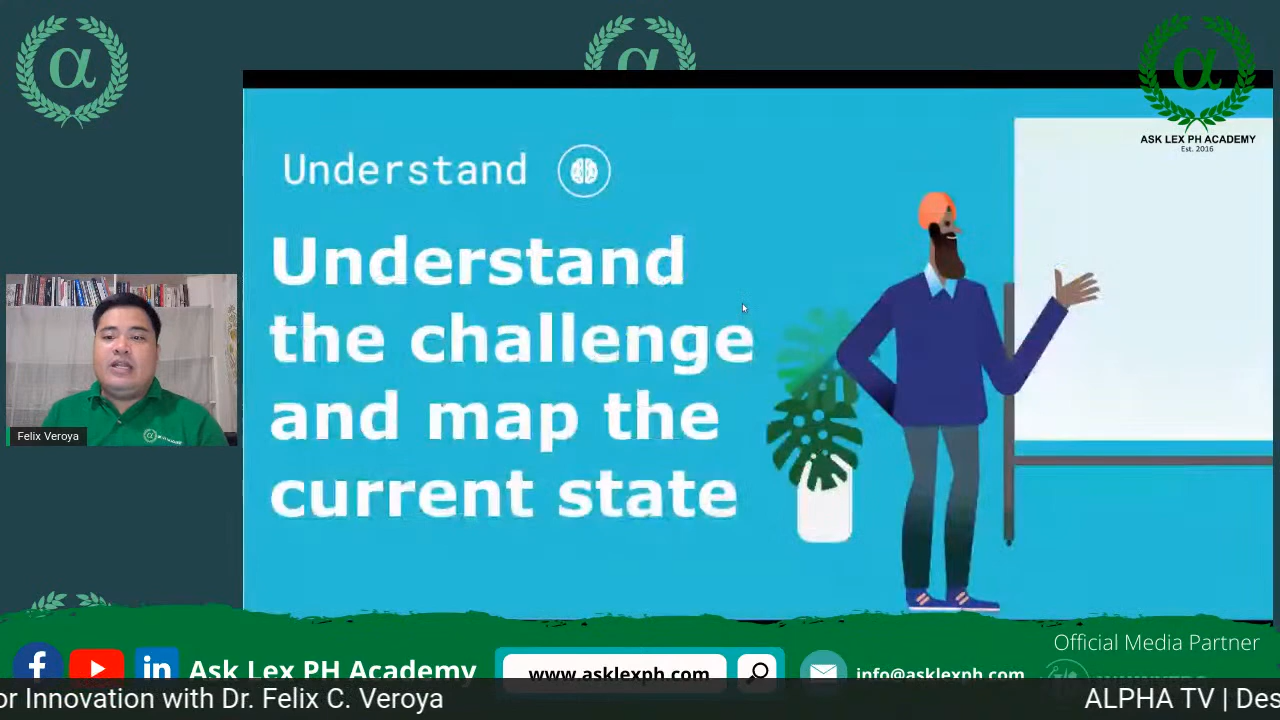 α
α
α
ASK LEX PH ACADEMY
Est. 2016
Understand
Understand
the challenge
and map the
current state
Felix Veroya
Official Media Partner
f
in
Ask Lex PH Academy
www.asklexph.com
info@asklexph.com
or Innovation with Dr. Felix C. Veroya
ALPHA TV | Des